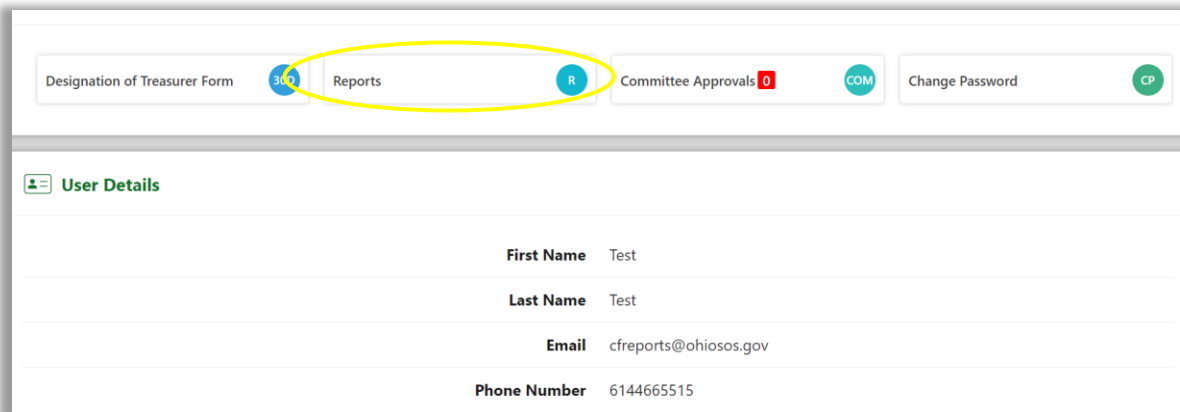 Designation of Treasurer Form 30D Reports R Committee Approvals 0 COM Change Password CP
User Details
First Name Test
Last Name Test
Email cfreports@ohiosos.gov
Phone Number 6144665515